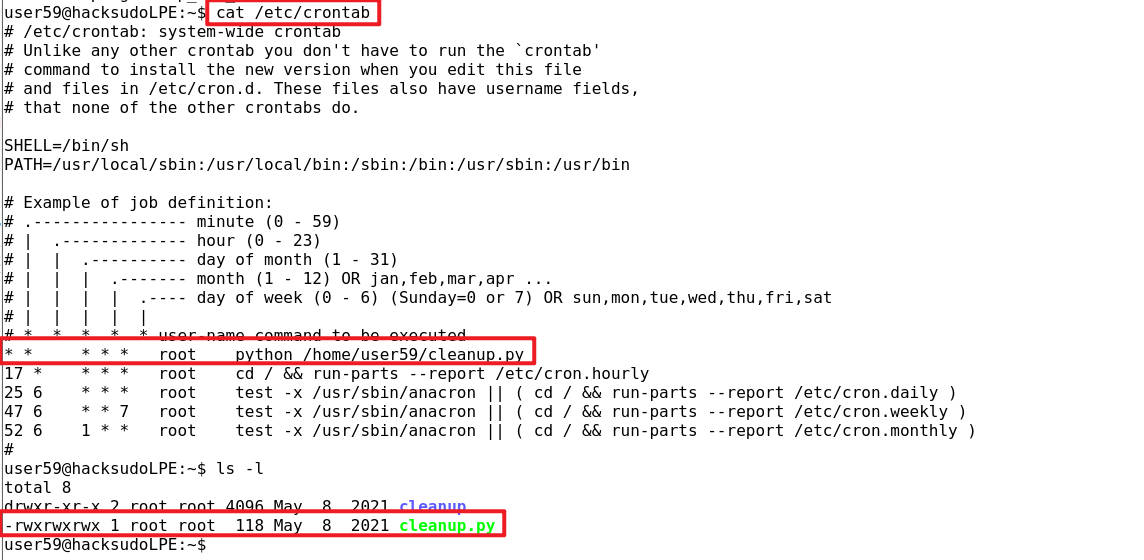 user59@hacksudoLPE:~$ cat /etc/crontab
# /etc/crontab: system-wide crontab
# Unlike any other crontab you don't have to run the `crontab'
# command to install the new version when you edit this file
# and files in /etc/cron.d. These files also have username fields,
# that none of the other crontabs do.

SHELL=/bin/sh
PATH=/usr/local/sbin:/usr/local/bin:/sbin:/bin:/usr/sbin:/usr/bin

# Example of job definition:
# .---------------- minute (0 - 59)
# |  .------------- hour (0 - 23)
# |  |  .---------- day of month (1 - 31)
# |  |  |  .------- month (1 - 12) OR jan,feb,mar,apr ...
# |  |  |  |  .---- day of week (0 - 6) (Sunday=0 or 7) OR sun,mon,tue,wed,thu,fri,sat
# |  |  |  |  |
# *  *  *  *  * user-name command to be executed
* *     * * *   root    python /home/user59/cleanup.py
17 *    * * *   root    cd / && run-parts --report /etc/cron.hourly
25 6    * * *   root    test -x /usr/sbin/anacron || ( cd / && run-parts --report /etc/cron.daily )
47 6    * * 7   root    test -x /usr/sbin/anacron || ( cd / && run-parts --report /etc/cron.weekly )
52 6    1 * *   root    test -x /usr/sbin/anacron || ( cd / && run-parts --report /etc/cron.monthly )
#
user59@hacksudoLPE:~$ ls -l
total 8
drwxr-xr-x 2 root root 4096 May  8  2021 cleanup
-rwxrwxrwx 1 root root  118 May  8  2021 cleanup.py
user59@hacksudoLPE:~$